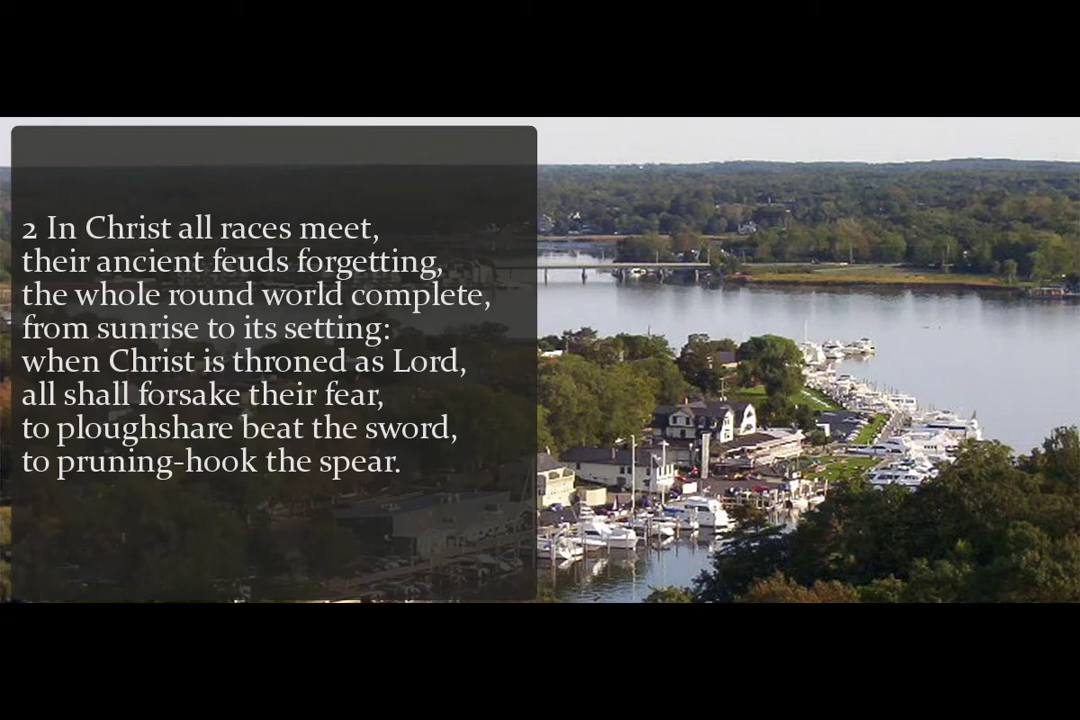 2 In Christ all races meet,
their ancient feuds forgetting,
the whole round world complete,
from sunrise to its setting:
when Christ is throned as Lord,
all shall forsake their fear,
to ploughshare beat the sword,
to pruning-hook the spear.